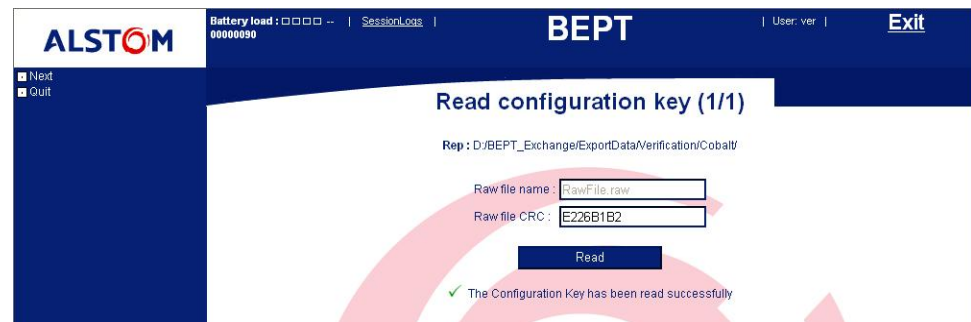 ALSTOM
Battery load : □□□□ -- | SessionLogs |
00000090
BEPT
| User: ver |
Exit
Next
Quit
Read configuration key (1/1)
Rep : D:/BEPT_Exchange/ExportData/Verification/Cobalt/
Raw file name : RawFile.raw
Raw file CRC : E226B1B2
Read
✓ The Configuration Key has been read successfully